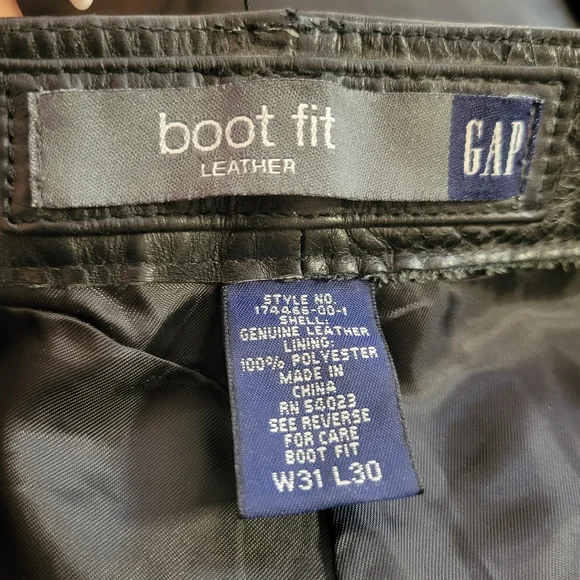 boot fit
LEATHER
GAP
STYLE NO.
174466-00-1
SHELL:
GENUINE LEATHER
LINING:
100% POLYESTER
MADE IN
CHINA
RN 54023
SEE REVERSE
FOR CARE
BOOT FIT
W31 L30